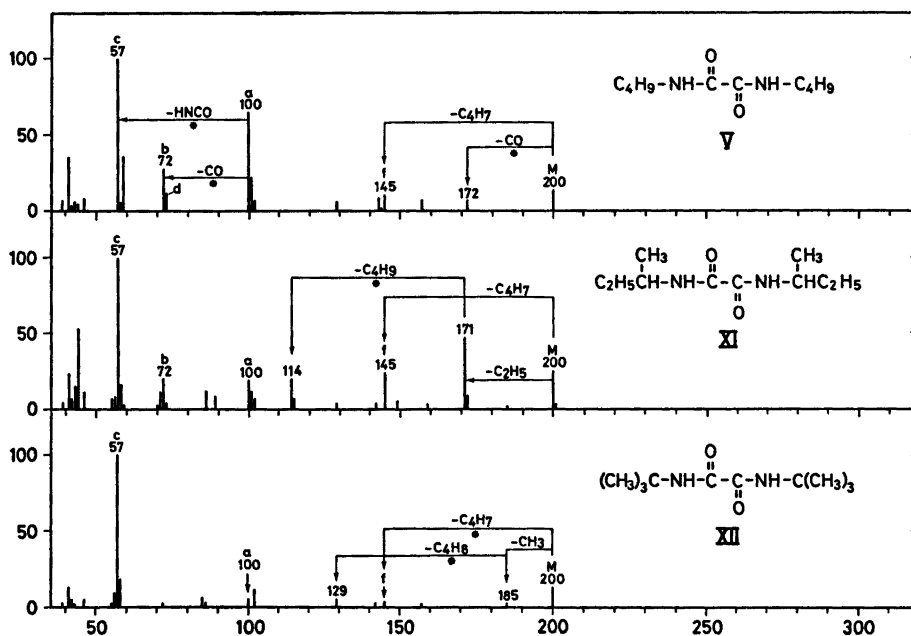 c
57
100
a
100
-HNCO
-C4H7
50
b
72
-CO
d
f
145
-CO
172
M
200
0
O
C4H9-NH-C-C-NH-C4H9
O
V
c
57
100
-C4H9
-C4H7
171
50
b
72
a
100
114
f
145
-C2H5
M
200
0
CH3 O CH3
C2H5CH-NH-C-C-NH-CHC2H5
O
XI
c
57
100
-C4H7
50
a
100
-C4H8
-CH3
129
f
145
185
M
200
0
O
(CH3)3C-NH-C-C-NH-C(CH3)3
O
XII
50 100 150 200 250 300